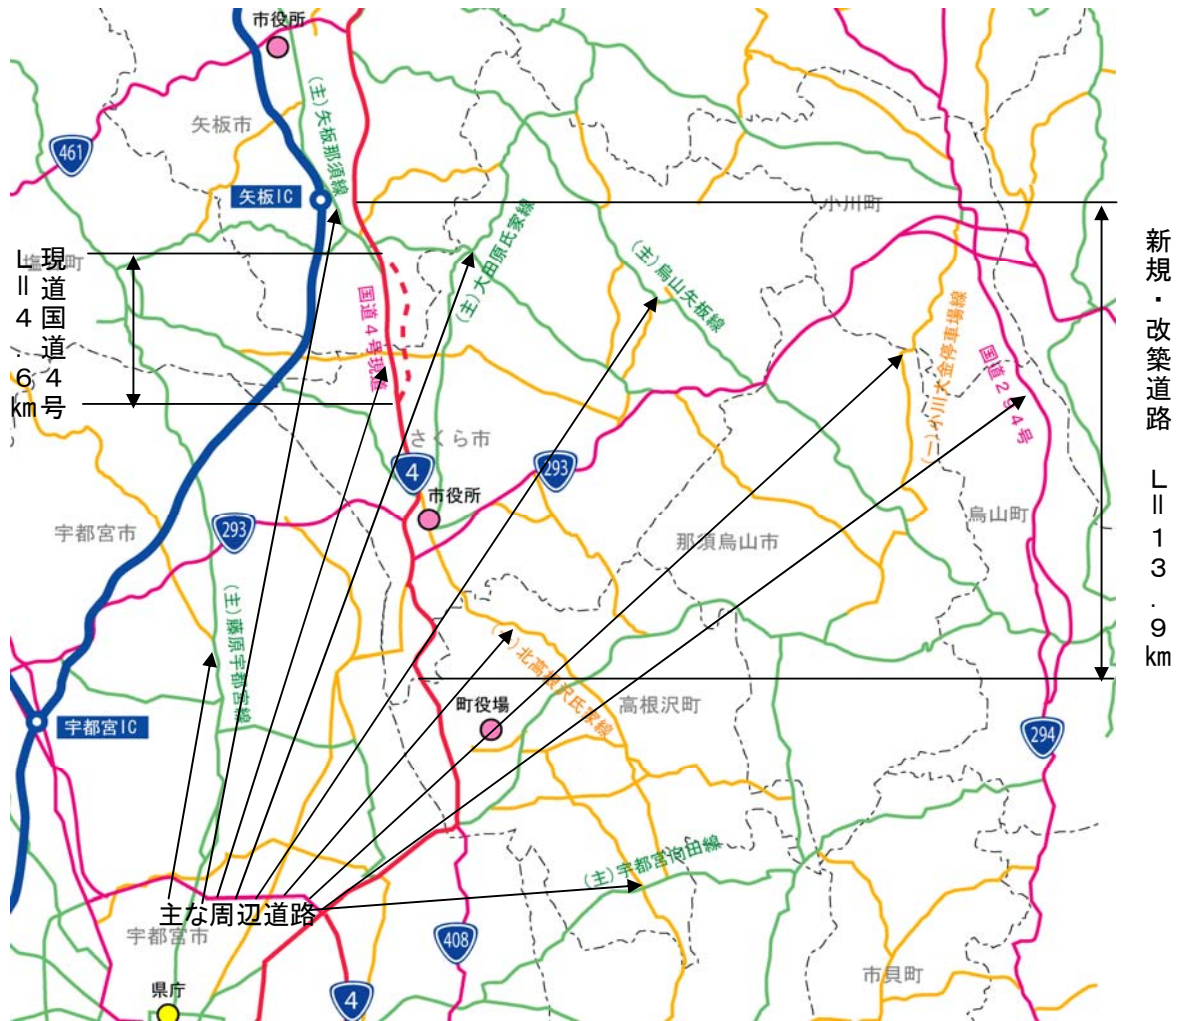 市役所
(主)矢板那須線
矢板市
461
矢板IC
小川町
新規・改築道路 L=13.9km
(主)大田原氏家線
(主)烏山矢板線
現道国道4号
L=4.6km
国道4号現道
(一)小川大金停車場線
国道294号
さくら市
4
293
市役所
烏山町
宇都宮市
293
那須烏山市
(主)藤原宇都宮線
北高根沢氏家線
町役場
高根沢町
宇都宮IC
294
(主)宇都宮向田線
主な周辺道路
宇都宮市
408
市貝町
県庁
4